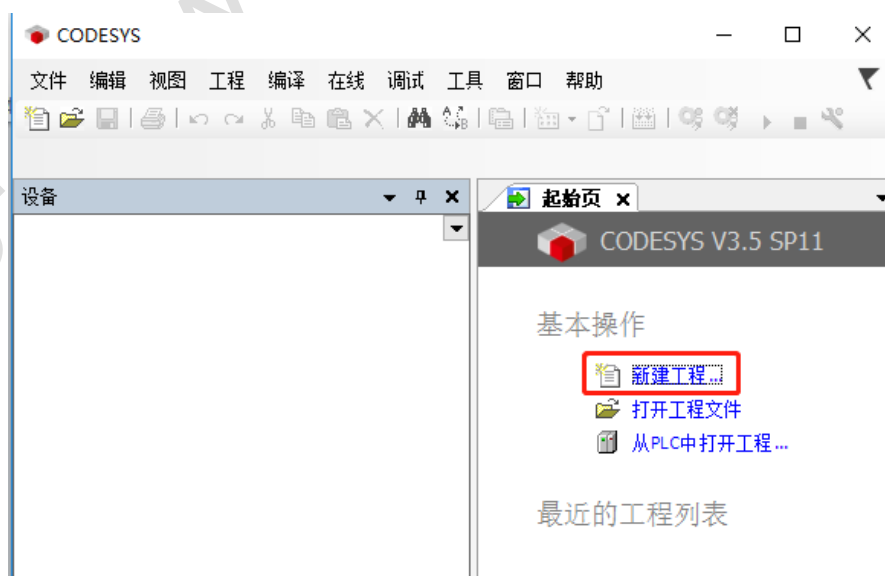 CODESYS
文件 编辑 视图 工程 编译 在线 调试 工具 窗口 帮助
设备
起始页
CODESYS V3.5 SP11
基本操作
新建工程...
打开工程文件
从PLC中打开工程...
最近的工程列表